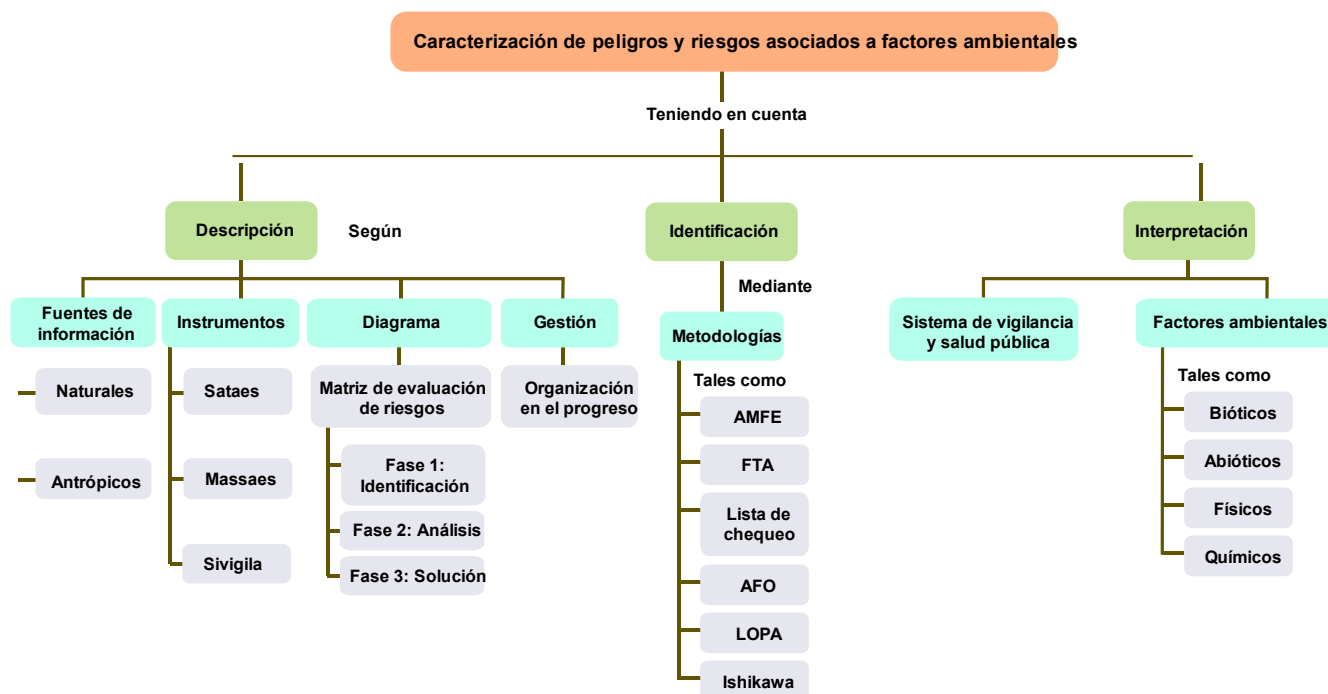 Caracterización de peligros y riesgos asociados a factores ambientales
Teniendo en cuenta
Descripción
Según
Identificación
Interpretación
Mediante
Fuentes de
información
Instrumentos
Diagrama
Gestión
Metodologías
Sistema de vigilancia
y salud pública
Factores ambientales
Naturales
Antrópicos
Sataes
Massaes
Sivigila
Matriz de evaluación
de riesgos
Fase 1:
Identificación
Fase 2: Análisis
Fase 3: Solución
Organización
en el progreso
Tales como
AMFE
FTA
Lista de
chequeo
AFO
LOPA
Ishikawa
Tales como
Bióticos
Abióticos
Físicos
Químicos